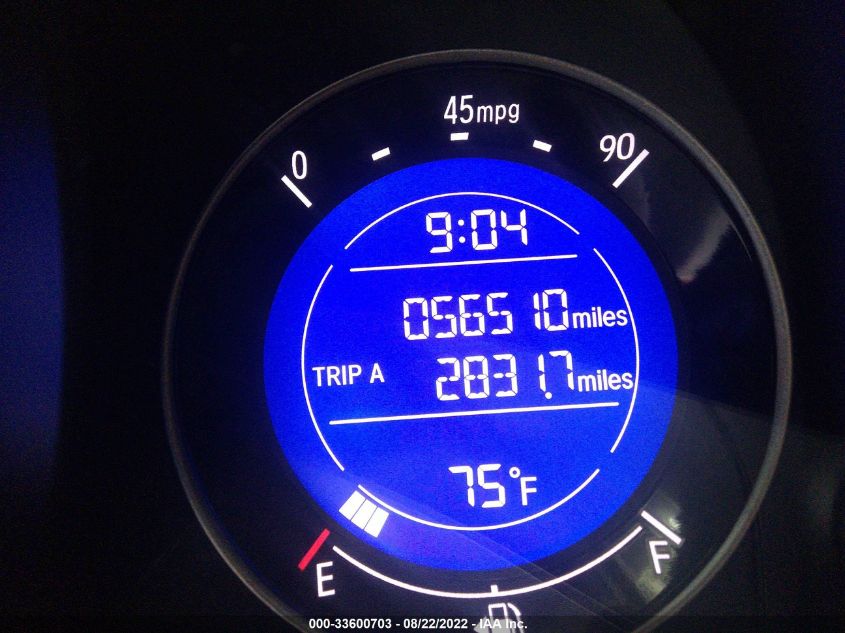 45mpg
0 90
9:04
056510miles
TRIP A 2831.7miles
75°F
E F
000-33600703 - 08/22/2022 - IAA Inc.